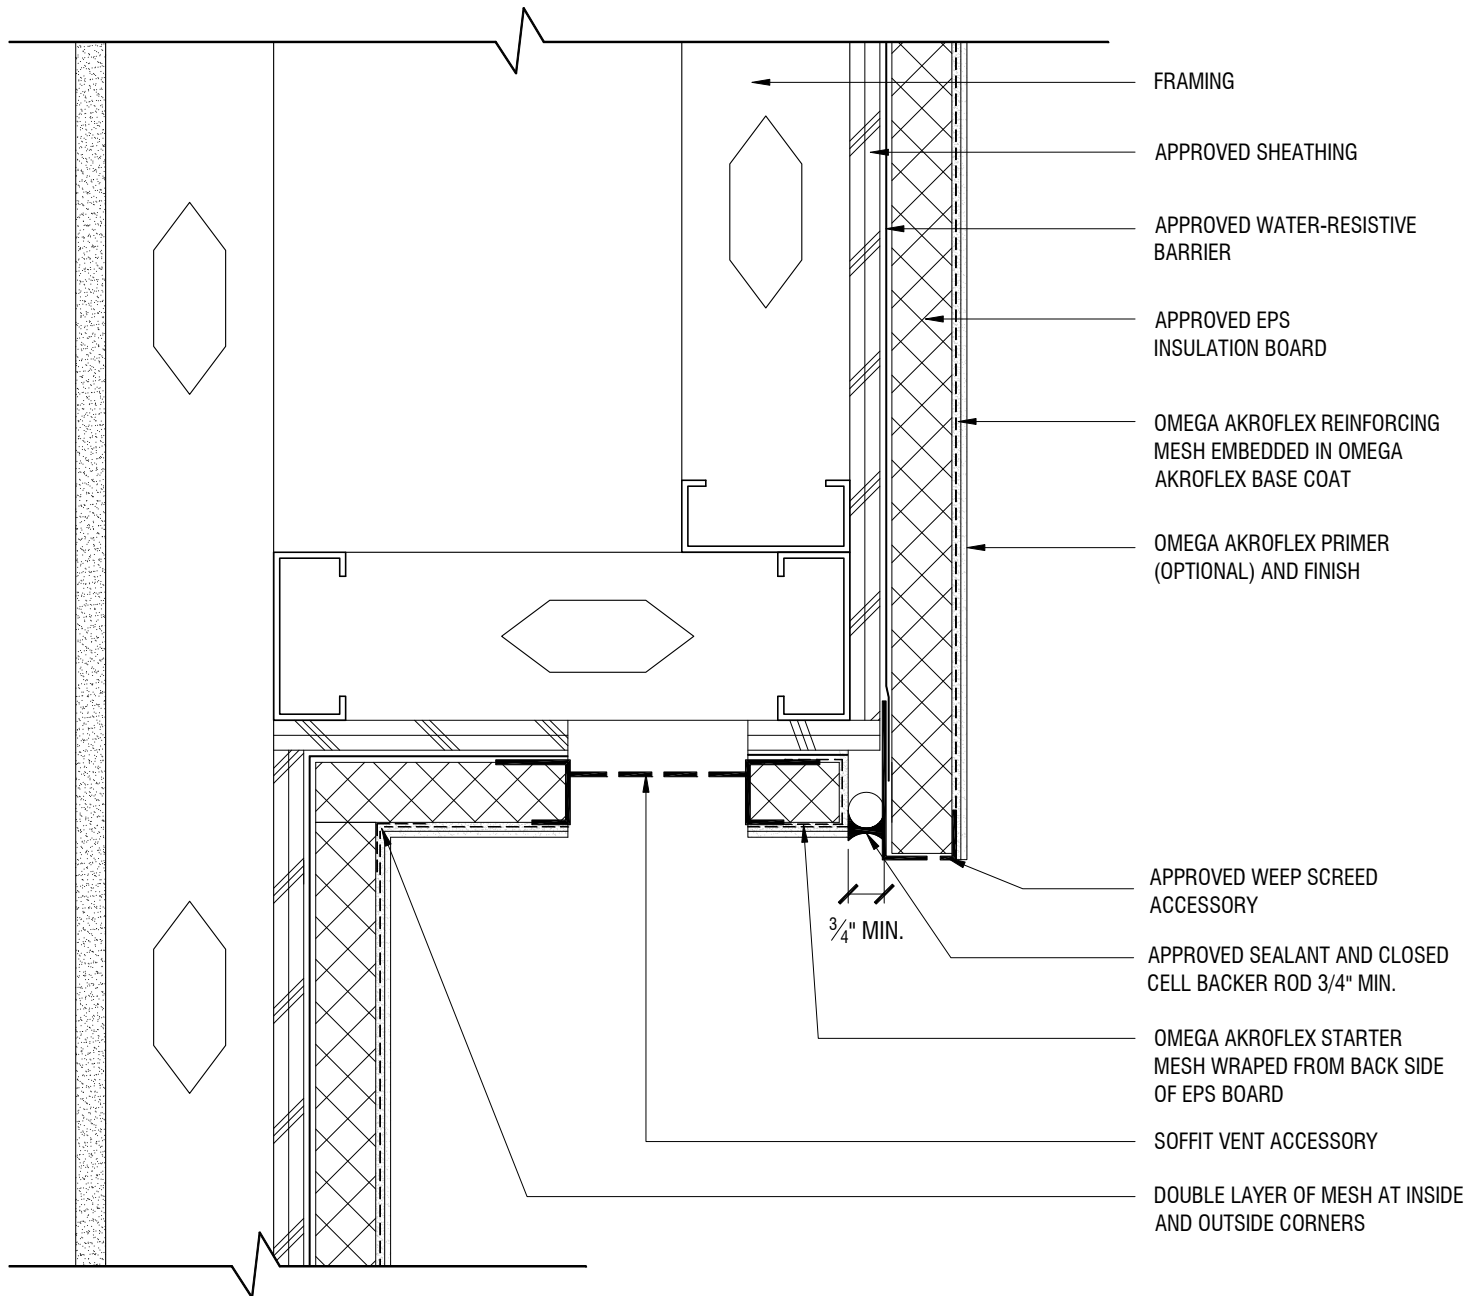 FRAMING
APPROVED SHEATHING
APPROVED WATER-RESISTIVE
BARRIER
APPROVED EPS
INSULATION BOARD
OMEGA AKROFLEX REINFORCING
MESH EMBEDDED IN OMEGA
AKROFLEX BASE COAT
OMEGA AKROFLEX PRIMER
(OPTIONAL) AND FINISH
APPROVED WEEP SCREED
ACCESSORY
3/4" MIN.
APPROVED SEALANT AND CLOSED
CELL BACKER ROD 3/4" MIN.
OMEGA AKROFLEX STARTER
MESH WRAPED FROM BACK SIDE
OF EPS BOARD
SOFFIT VENT ACCESSORY
DOUBLE LAYER OF MESH AT INSIDE
AND OUTSIDE CORNERS